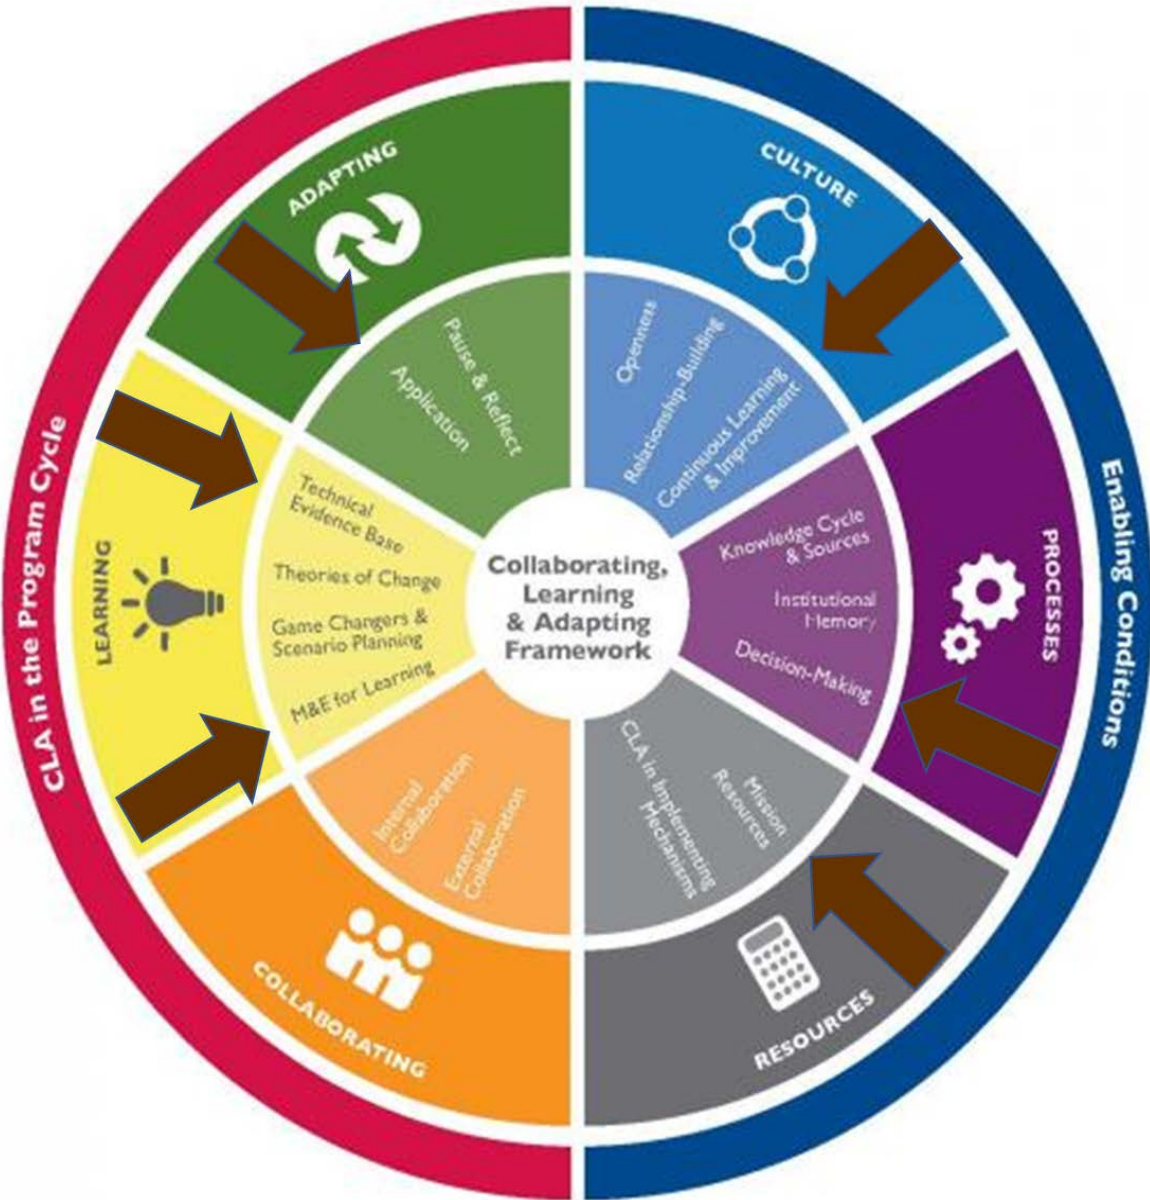 CLA in the Program Cycle
ADAPTING
Pause & Reflect
Application
LEARNING
Technical
Evidence Base
Theories of Change
Game Changers &
Scenario Planning
M&E for Learning
COLLABORATING
Internal
Collaboration
External
Collaboration
Collaborating,
Learning
& Adapting
Framework
Enabling Conditions
CULTURE
Openness
Relationship-Building
Continuous Learning
& Improvement
PROCESSES
Knowledge Cycle
& Sources
Institutional
Memory
Decision-Making
RESOURCES
Mission
Resources
CLA in Implementing
Mechanisms